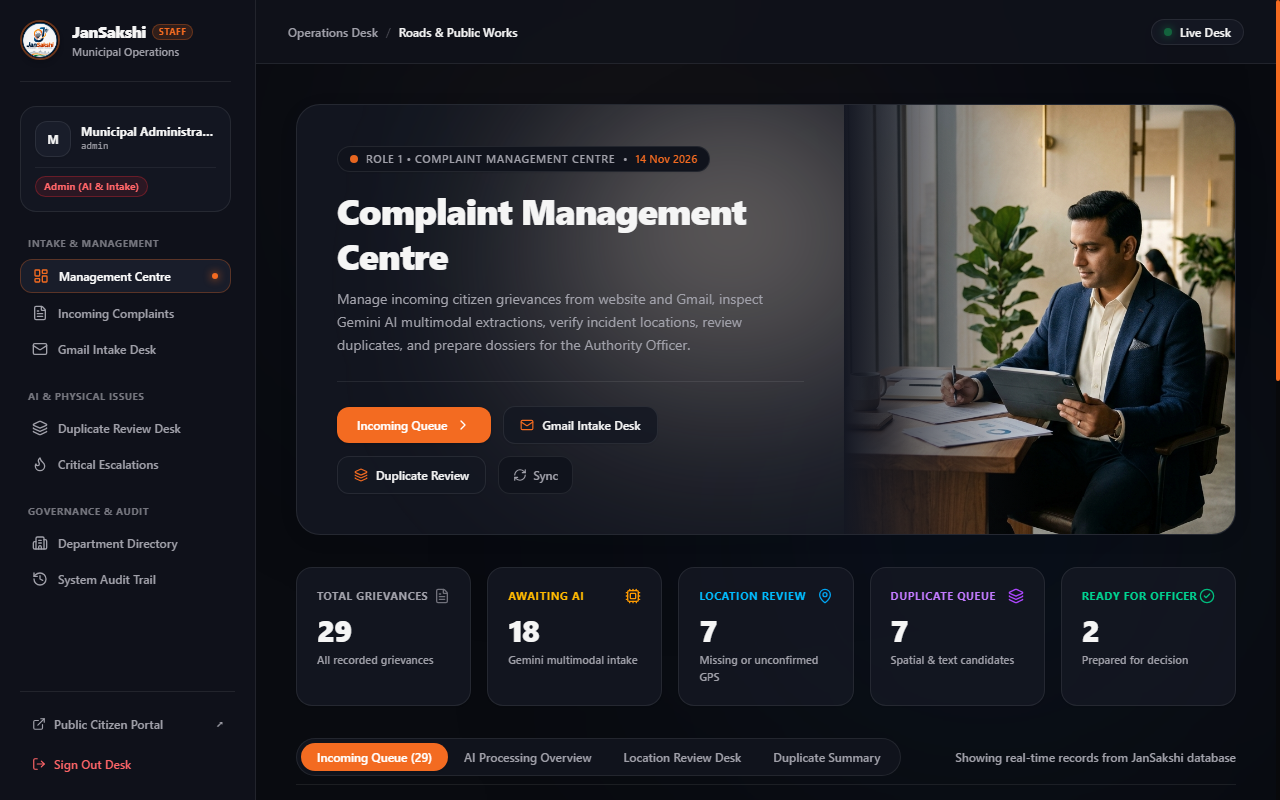 JanSakshi STAFF
Municipal Operations
M
Municipal Administra...
admin
Admin (AI & Intake)
INTAKE & MANAGEMENT
Management Centre
Incoming Complaints
Gmail Intake Desk
AI & PHYSICAL ISSUES
Duplicate Review Desk
Critical Escalations
GOVERNANCE & AUDIT
Department Directory
System Audit Trail
Public Citizen Portal
Sign Out Desk
Operations Desk / Roads & Public Works
Live Desk
ROLE 1 • COMPLAINT MANAGEMENT CENTRE • 14 Nov 2026
Complaint Management
Centre
Manage incoming citizen grievances from website and Gmail, inspect
Gemini AI multimodal extractions, verify incident locations, review
duplicates, and prepare dossiers for the Authority Officer.
Incoming Queue
Gmail Intake Desk
Duplicate Review
Sync
TOTAL GRIEVANCES
29
All recorded grievances
AWAITING AI
18
Gemini multimodal intake
LOCATION REVIEW
7
Missing or unconfirmed
GPS
DUPLICATE QUEUE
7
Spatial & text candidates
READY FOR OFFICER
2
Prepared for decision
Incoming Queue (29)
AI Processing Overview
Location Review Desk
Duplicate Summary
Showing real-time records from JanSakshi database